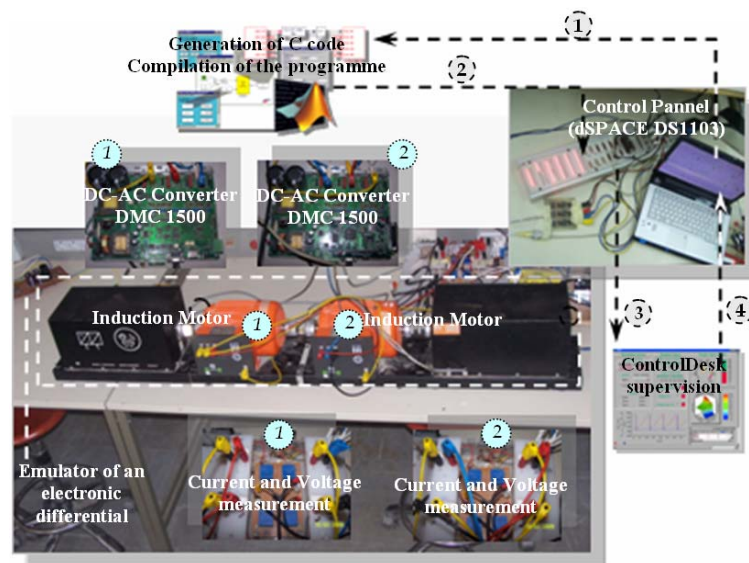 1
Generation of C code
Compilation of the programme
2
Control Pannel
(dSPACE DS1103)
1
2
DC-AC Converter
DMC 1500
DC-AC Converter
DMC 1500
Induction Motor
1
2
Induction Motor
3
4
ControlDesk
supervision
1
2
Emulator of an
electronic
differential
Current and Voltage
measurement
Current and Voltage
measurement